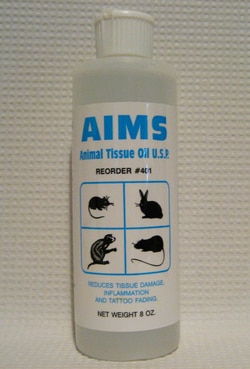 AIMS
Animal Tissue Oil U.S.P.
REORDER #401
REDUCES TISSUE DAMAGE,
INFLAMMATION
AND TATTOO FADING.
NET WEIGHT 8 OZ.